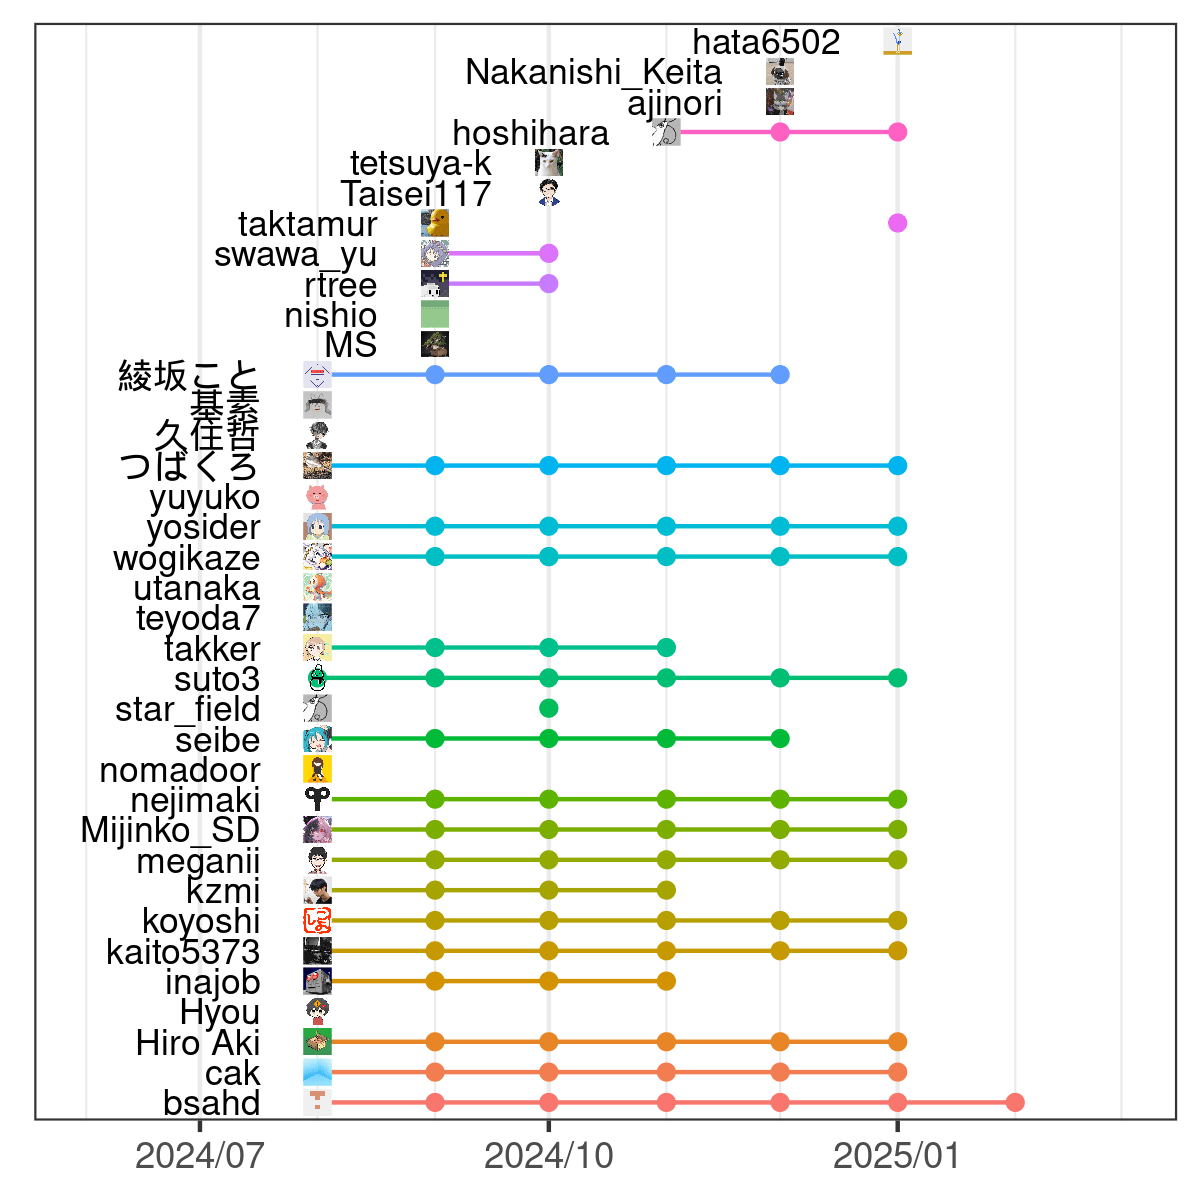 hata6502
Nakanishi_Keita
ajinori
hoshihara
tetsuya-k
Taisei117
taktamur
swawa_yu
rtree
nishio
MS
綾坂こと
基素
久住哲
つばくろ
yuyuko
yosider
wogikaze
utanaka
teyoda7
takker
suto3
star_field
seibe
nomadoor
nejimaki
Mijinko_SD
meganii
kzmi
koyoshi
kaito5373
inajob
Hyou
Hiro Aki
cak
bsahd
2024/07 2024/10 2025/01